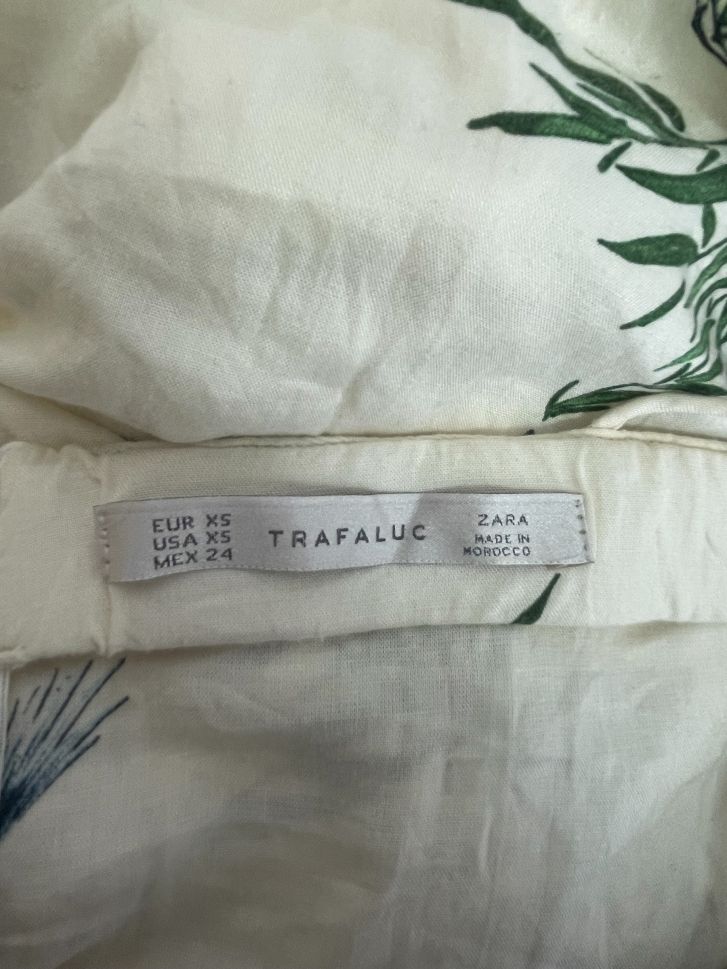 EUR XS
USA XS
MEX 24
TRAFALUC
ZARA
MADE IN
MOROCCO